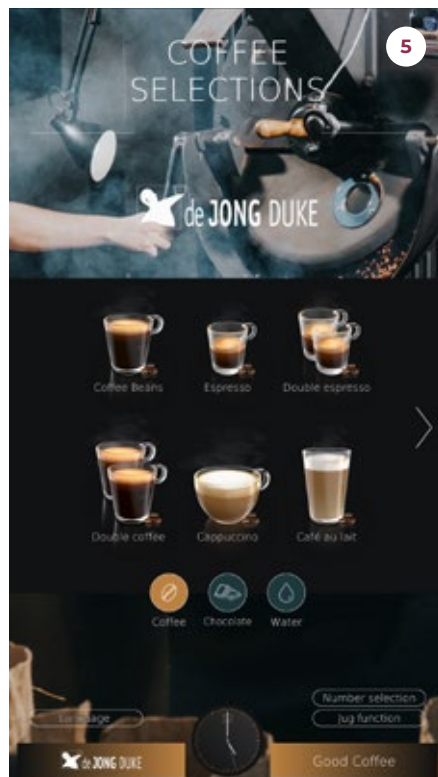 5
COFFEE
SELECTIONS
de JONG DUKE
Coffee Beans Espresso Double espresso
Double coffee Cappuccino Café au lait
Coffee Chocolate Water
Number selection
Language Jug function
de JONG DUKE Good Coffee